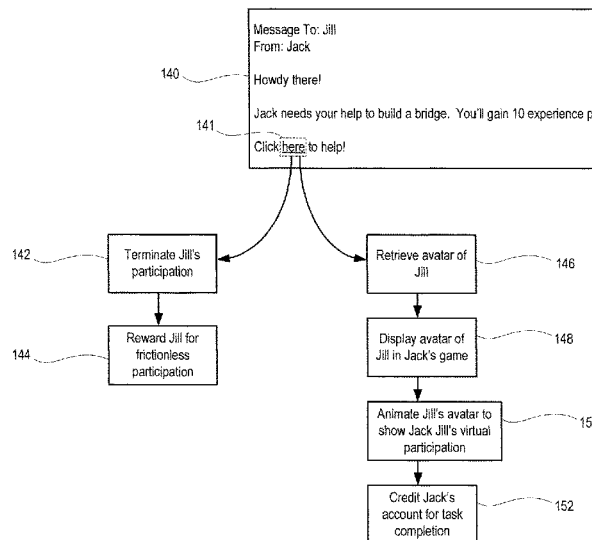 Message To: Jill
From: Jack
140
Howdy there!
Jack needs your help to build a bridge. You'll gain 10 experience
141
Click here to help!
142
Terminate Jill's
participation
Retrieve avatar of
Jill
146
144
Reward Jill for
frictionless
participation
Display avatar of
Jill in Jack's game
148
Animate Jill's avatar to
show Jack Jill's virtual
participation
Credit Jack's
account for task
completion
152